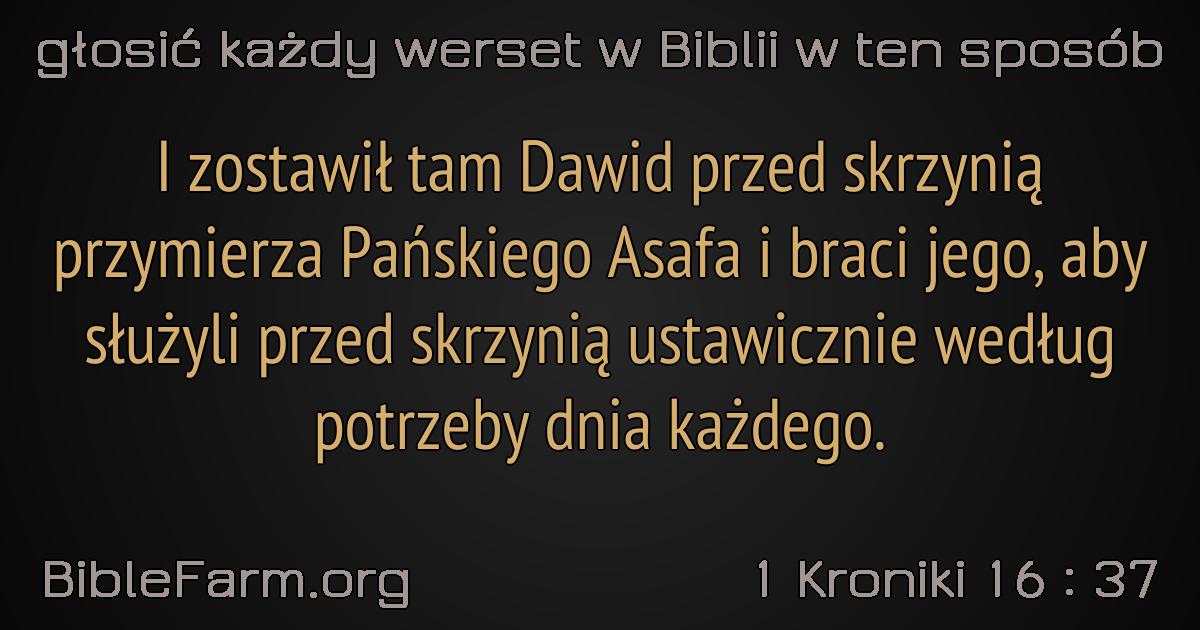 głosić każdy werset w Biblii w ten sposób
I zostawił tam Dawid przed skrzynią
przymierza Pańskiego Asafa i braci jego, aby
służyli przed skrzynią ustawicznie według
potrzeby dnia każdego.
BibleFarm.org 1 Kroniki 16 : 37